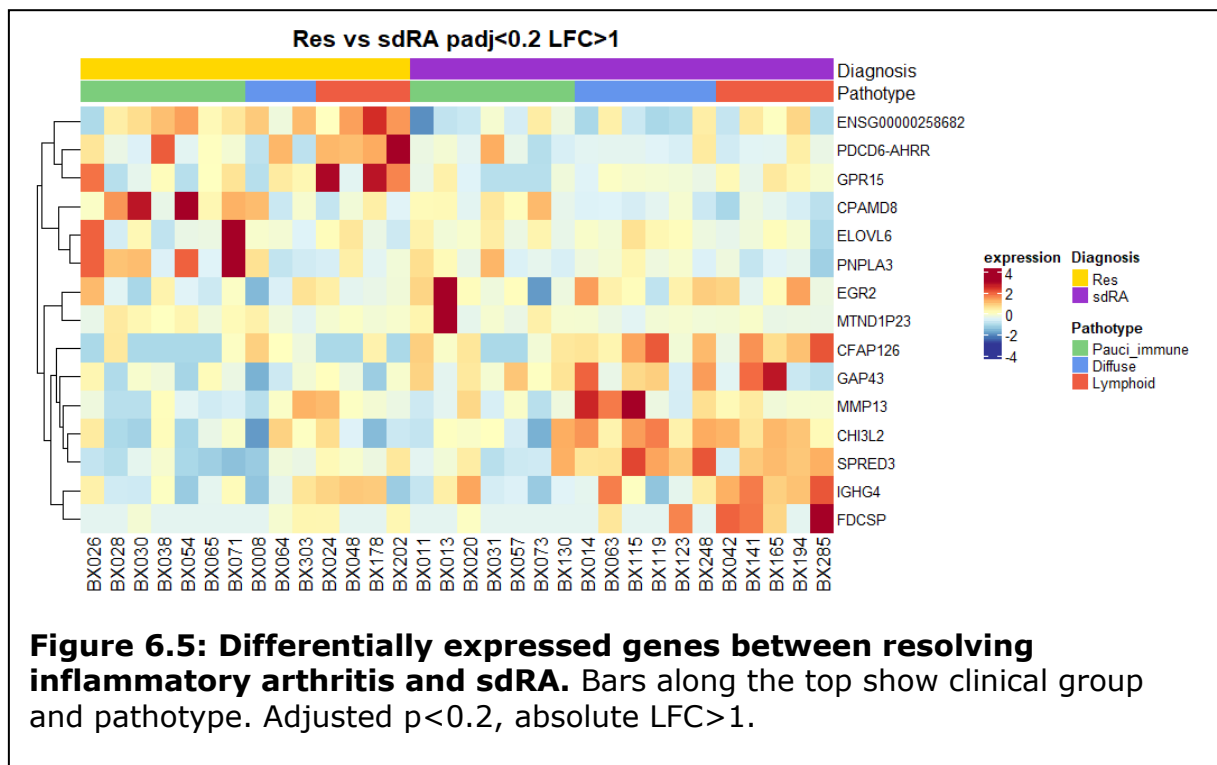 Res vs sdRA padj<0.2 LFC>1
Diagnosis
Pathotype
ENSG00000258682
PDCD6-AHRR
GPR15
CPAMD8
ELOVL6
PNPLA3
EGR2
MTND1P23
CFAP126
GAP43
MMP13
CHI3L2
SPRED3
IGHG4
FDCSP
expression
4
2
0
-2
-4
Diagnosis
Res
sdRA
Pathotype
Pauci_immune
Diffuse
Lymphoid
BX026
BX028
BX030
BX038
BX054
BX065
BX071
BX008
BX064
BX303
BX024
BX048
BX178
BX202
BX011
BX013
BX020
BX031
BX057
BX073
BX130
BX014
BX063
BX115
BX119
BX123
BX248
BX042
BX141
BX165
BX194
BX285
Figure 6.5: Differentially expressed genes between resolving
inflammatory arthritis and sdRA. Bars along the top show clinical group
and pathotype. Adjusted p<0.2, absolute LFC>1.